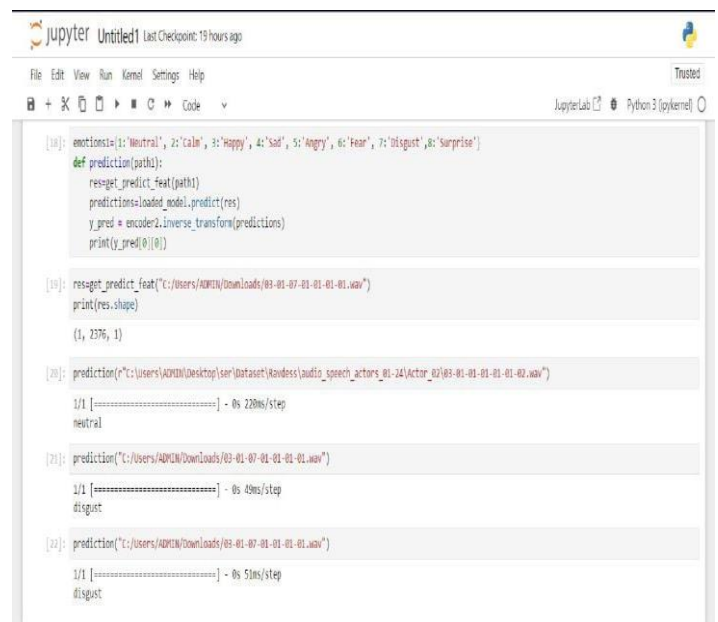 jupyter Untitled1 Last Checkpoint: 19 hours ago
File Edit View Run Kernel Settings Help
Trusted
Code
JupyterLab Python 3 (ipykernel)
[18]: emotions1={1:'Neutral', 2:'Calm', 3:'Happy', 4:'Sad', 5:'Angry', 6:'Fear', 7:'Disgust',8:'Surprise'}
def prediction(path1):
res=get_predict_feat(path1)
predictions=loaded_model.predict(res)
y_pred = encoder2.inverse_transform(predictions)
print(y_pred[0][0])
[19]: res=get_predict_feat("C:/Users/ADMIN/Downloads/03-01-07-01-01-01-01.wav")
print(res.shape)
(1, 2376, 1)
[20]: prediction(r"C:\Users\ADMIN\Desktop\ser\Dataset\Ravdess\audio_speech_actors_01-24\Actor_02\03-01-01-01-01-01-02.wav")
1/1 [==============================] - 0s 220ms/step
neutral
[21]: prediction("C:/Users/ADMIN/Downloads/03-01-07-01-01-01-01.wav")
1/1 [==============================] - 0s 49ms/step
disgust
[22]: prediction("C:/Users/ADMIN/Downloads/03-01-07-01-01-01-01.wav")
1/1 [==============================] - 0s 51ms/step
disgust